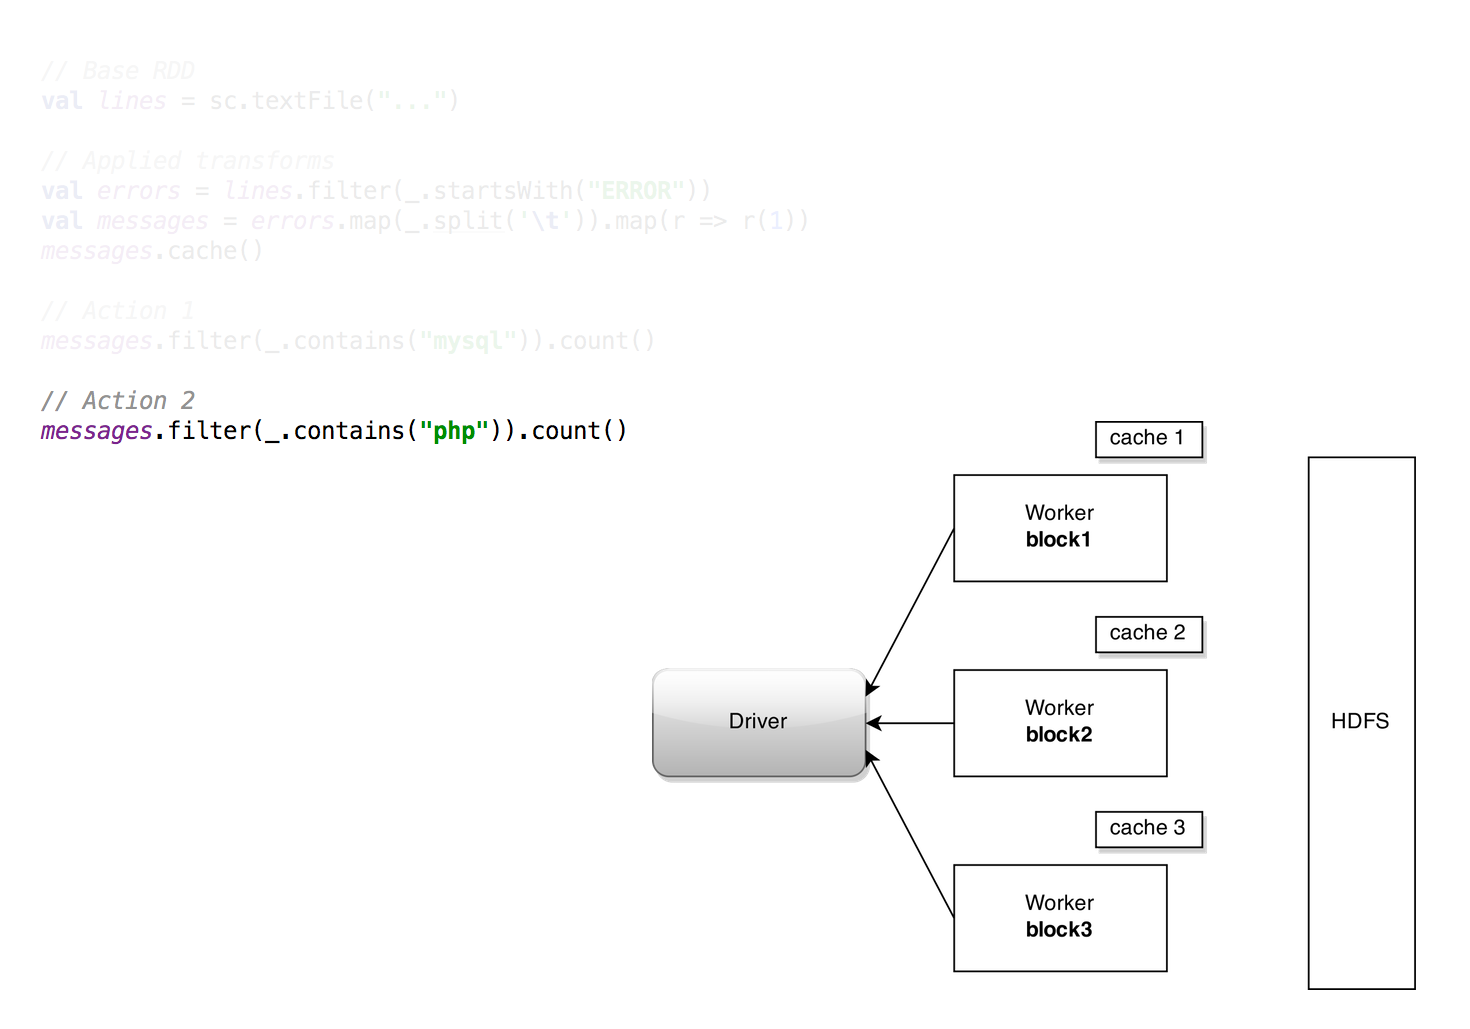 // Base RDD
val lines = sc.textFile("...")
// Applied transforms
val errors = lines.filter(_.startsWith("ERROR"))
val messages = errors.map(_.split('\t')).map(r => r(1))
messages.cache()
// Action 1
messages.filter(_.contains("mysql")).count()
// Action 2
messages.filter(_.contains("php")).count()
cache 1
Worker
block1
cache 2
Worker
block2
Driver
HDFS
cache 3
Worker
block3